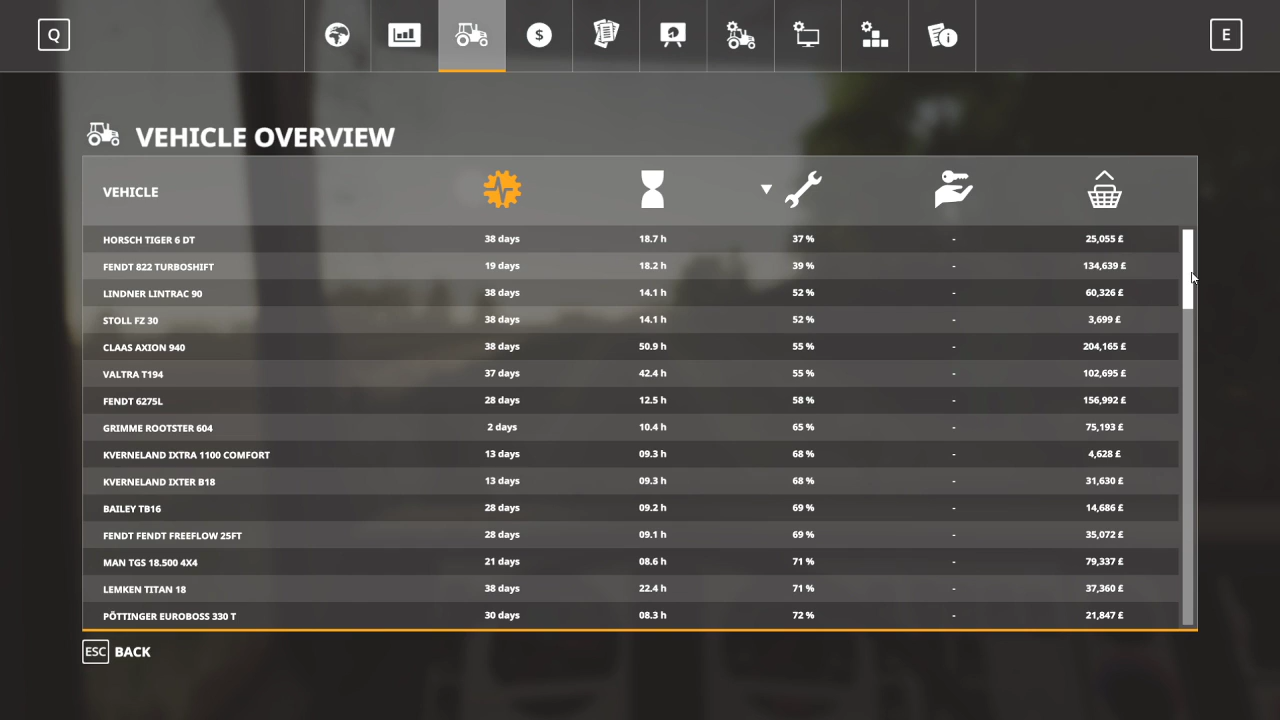 Q
$
E
VEHICLE OVERVIEW
VEHICLE
HORSCH TIGER 6 DT 38 days 18.7 h 37 % - 25,055 £
FENDT 822 TURBOSHIFT 19 days 18.2 h 39 % - 134,639 £
LINDNER LINTRAC 90 38 days 14.1 h 52 % - 60,326 £
STOLL FZ 30 38 days 14.1 h 52 % - 3,699 £
CLAAS AXION 940 38 days 50.9 h 55 % - 204,165 £
VALTRA T194 37 days 42.4 h 55 % - 102,695 £
FENDT 6275L 28 days 12.5 h 58 % - 156,992 £
GRIMME ROOTSTER 604 2 days 10.4 h 65 % - 75,193 £
KVERNELAND IXTRA 1100 COMFORT 13 days 09.3 h 68 % - 4,628 £
KVERNELAND IXTER B18 13 days 09.3 h 68 % - 31,630 £
BAILEY TB16 28 days 09.2 h 69 % - 14,686 £
FENDT FENDT FREEFLOW 25FT 28 days 09.1 h 69 % - 35,072 £
MAN TGS 18.500 4X4 21 days 08.6 h 71 % - 79,337 £
LEMKEN TITAN 18 38 days 22.4 h 71 % - 37,360 £
PÖTTINGER EUROBOSS 330 T 30 days 08.3 h 72 % - 21,847 £
ESC BACK